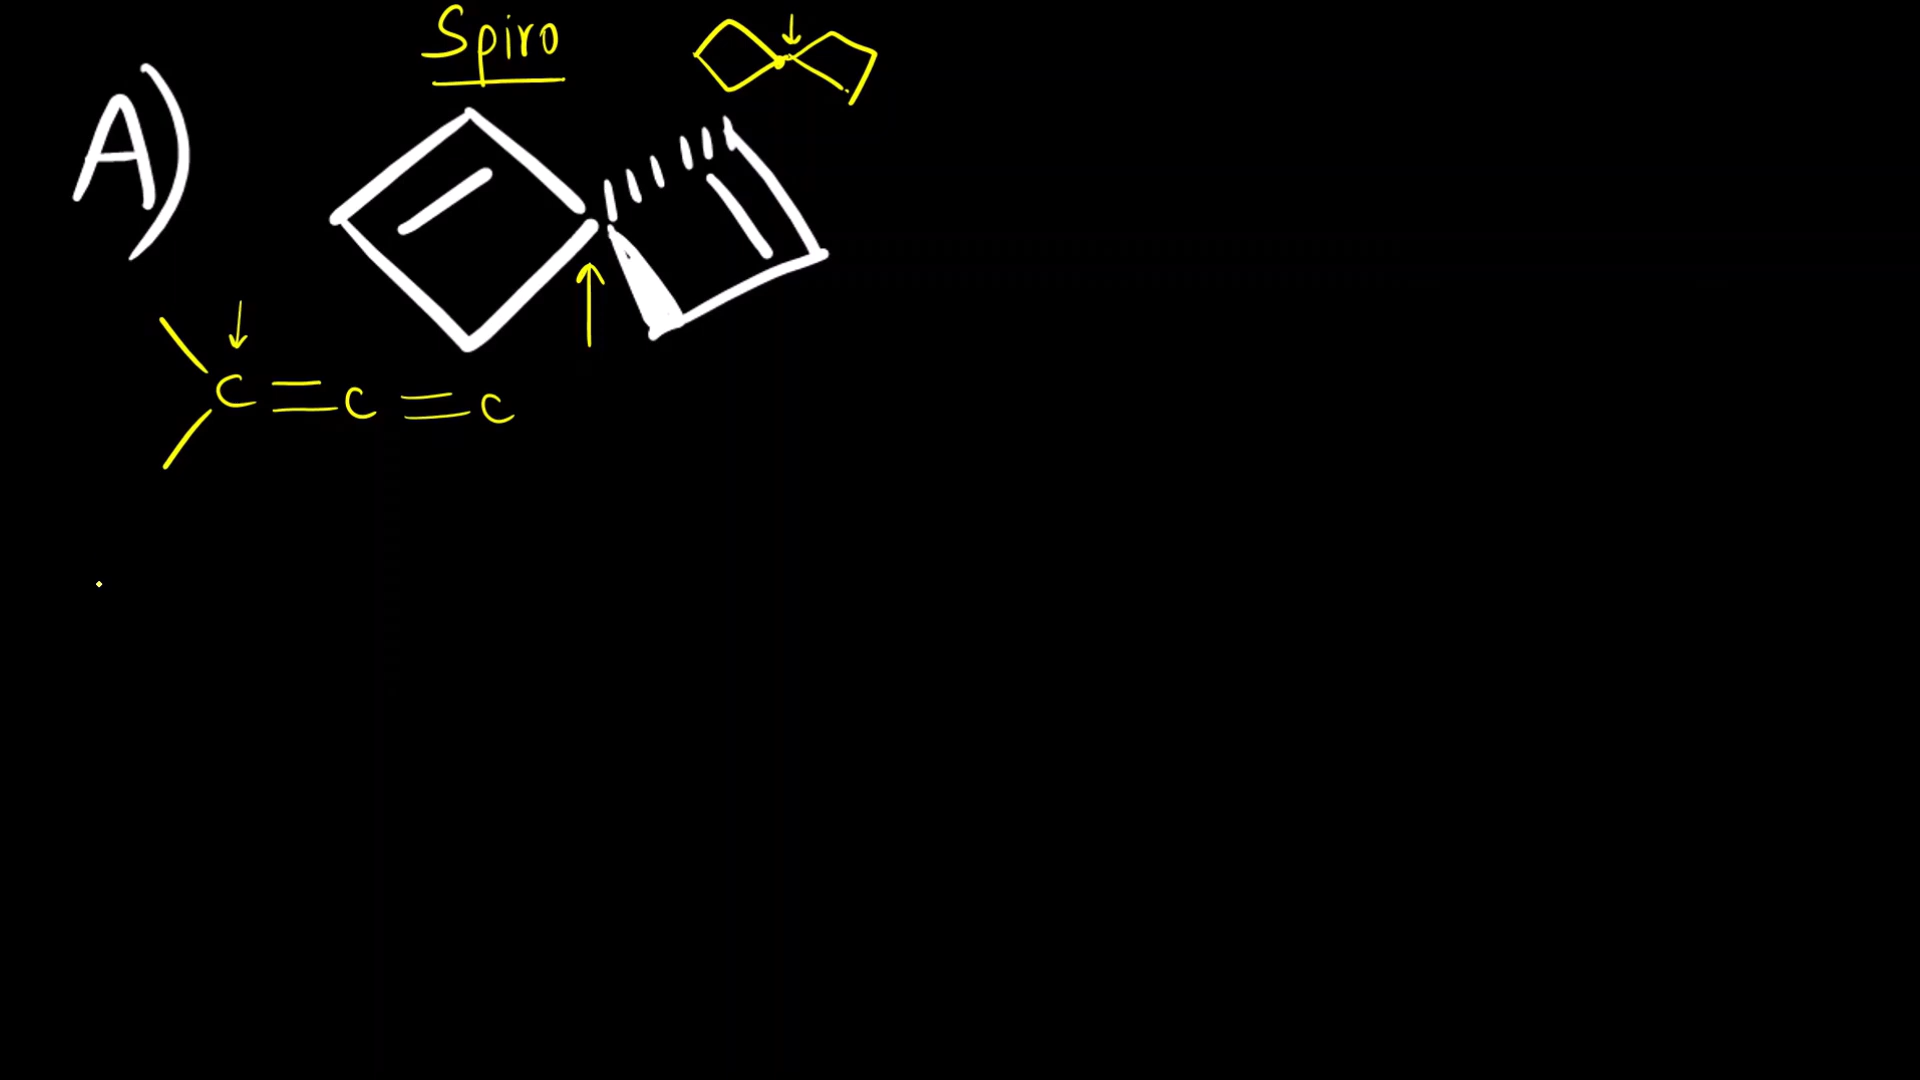 Spiro
A)
C = C = C